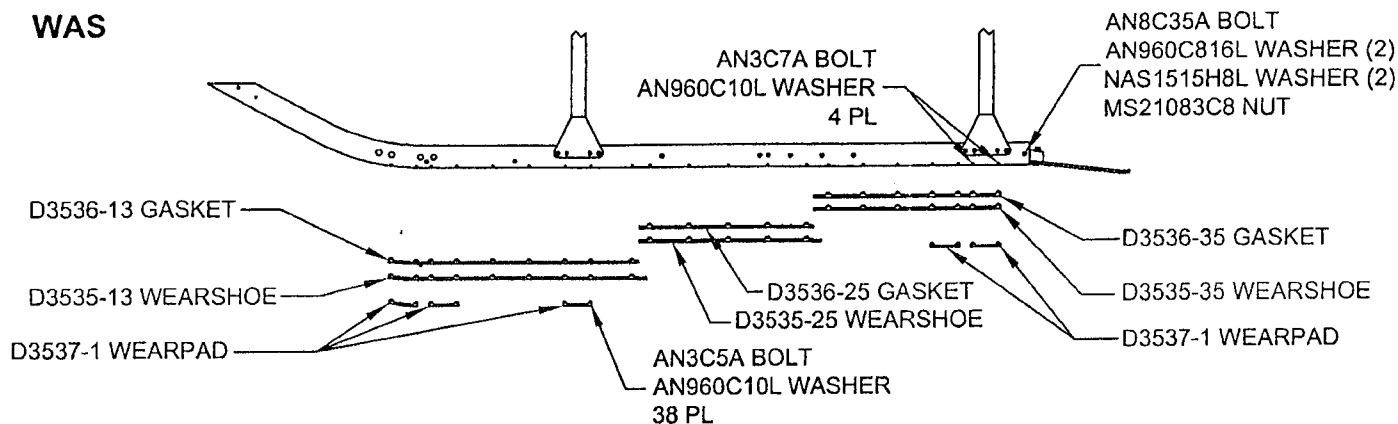 WAS
AN3C7A BOLT
AN960C10L WASHER
4 PL
AN8C35A BOLT
AN960C816L WASHER (2)
NAS1515H8L WASHER (2)
MS21083C8 NUT
D3536-13 GASKET
D3535-13 WEARSHOE
D3537-1 WEARPAD
D3536-25 GASKET
D3535-25 WEARSHOE
AN3C5A BOLT
AN960C10L WASHER
38 PL
D3536-35 GASKET
D3535-35 WEARSHOE
D3537-1 WEARPAD